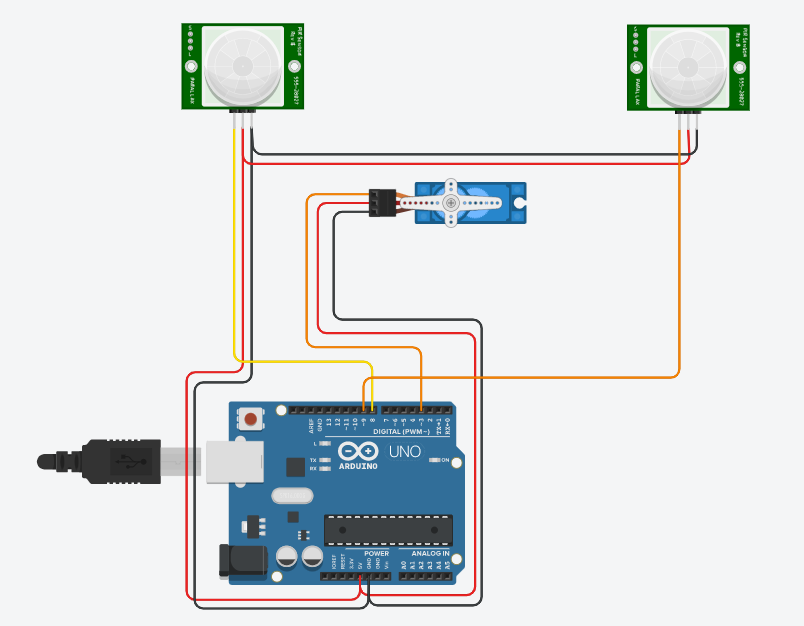 PIR Sensor
Rev B
555-28027
PARALLAX
PIR Sensor
Rev B
555-28027
PARALLAX
AREF
GND
13
12
~11
~10
~9
8
7
~6
~5
4
~3
2
TX→1
RX←0
DIGITAL (PWM~)
L
TX
RX
ARDUINO
UNO
ON
POWER
ANALOG IN
IOREF
RESET
3.3V
5V
GND
GND
Vin
A0
A1
A2
A3
A4
A5